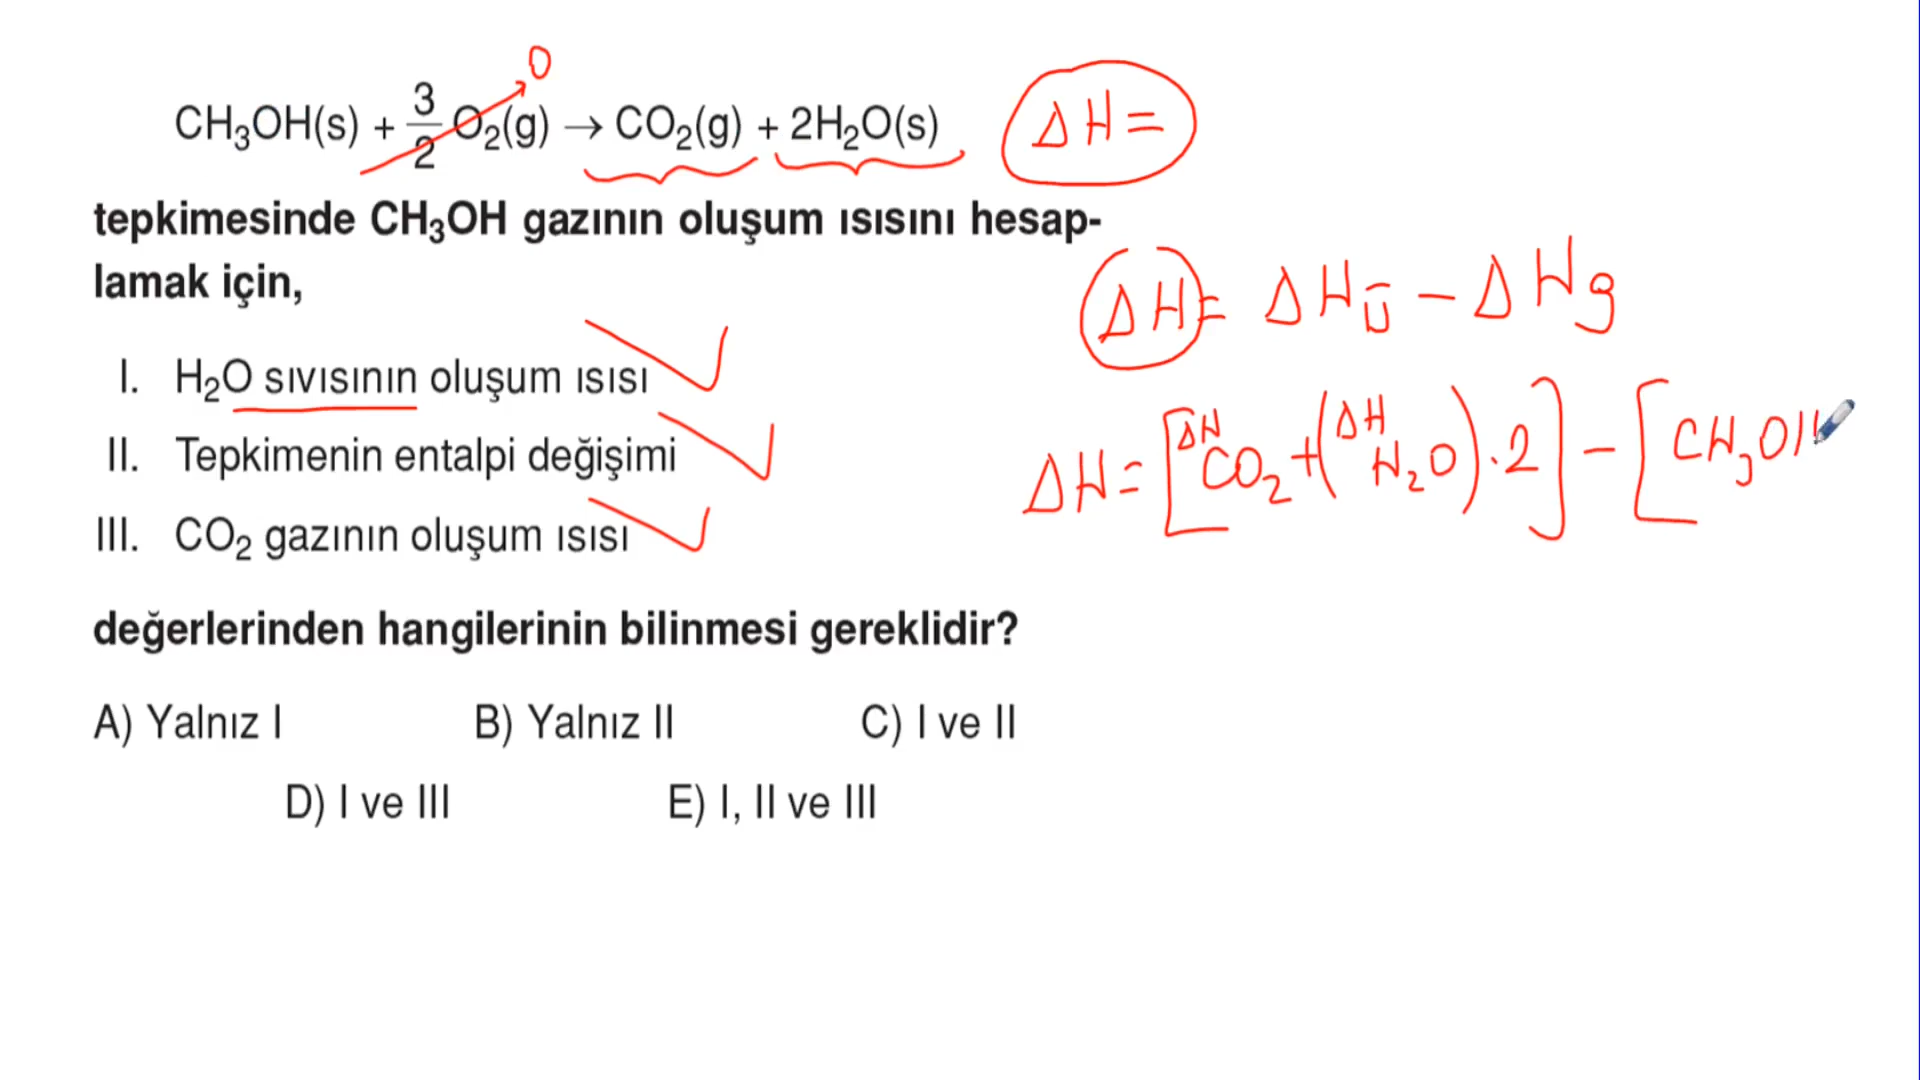 0
CH₃OH(s) + 3/2 O₂(g) → CO₂(g) + 2H₂O(s) ΔH =
tepkimesinde CH₃OH gazının oluşum ısısını hesap-
lamak için,
ΔH = ΔHü - ΔHg
I. H₂O sıvısının oluşum ısısı
II. Tepkimenin entalpi değişimi
ΔH = [ΔH CO₂ + (ΔH H₂O).2] - [CH₃OH
III. CO₂ gazının oluşum ısısı
değerlerinden hangilerinin bilinmesi gereklidir?
A) Yalnız I B) Yalnız II C) I ve II
D) I ve III E) I, II ve III